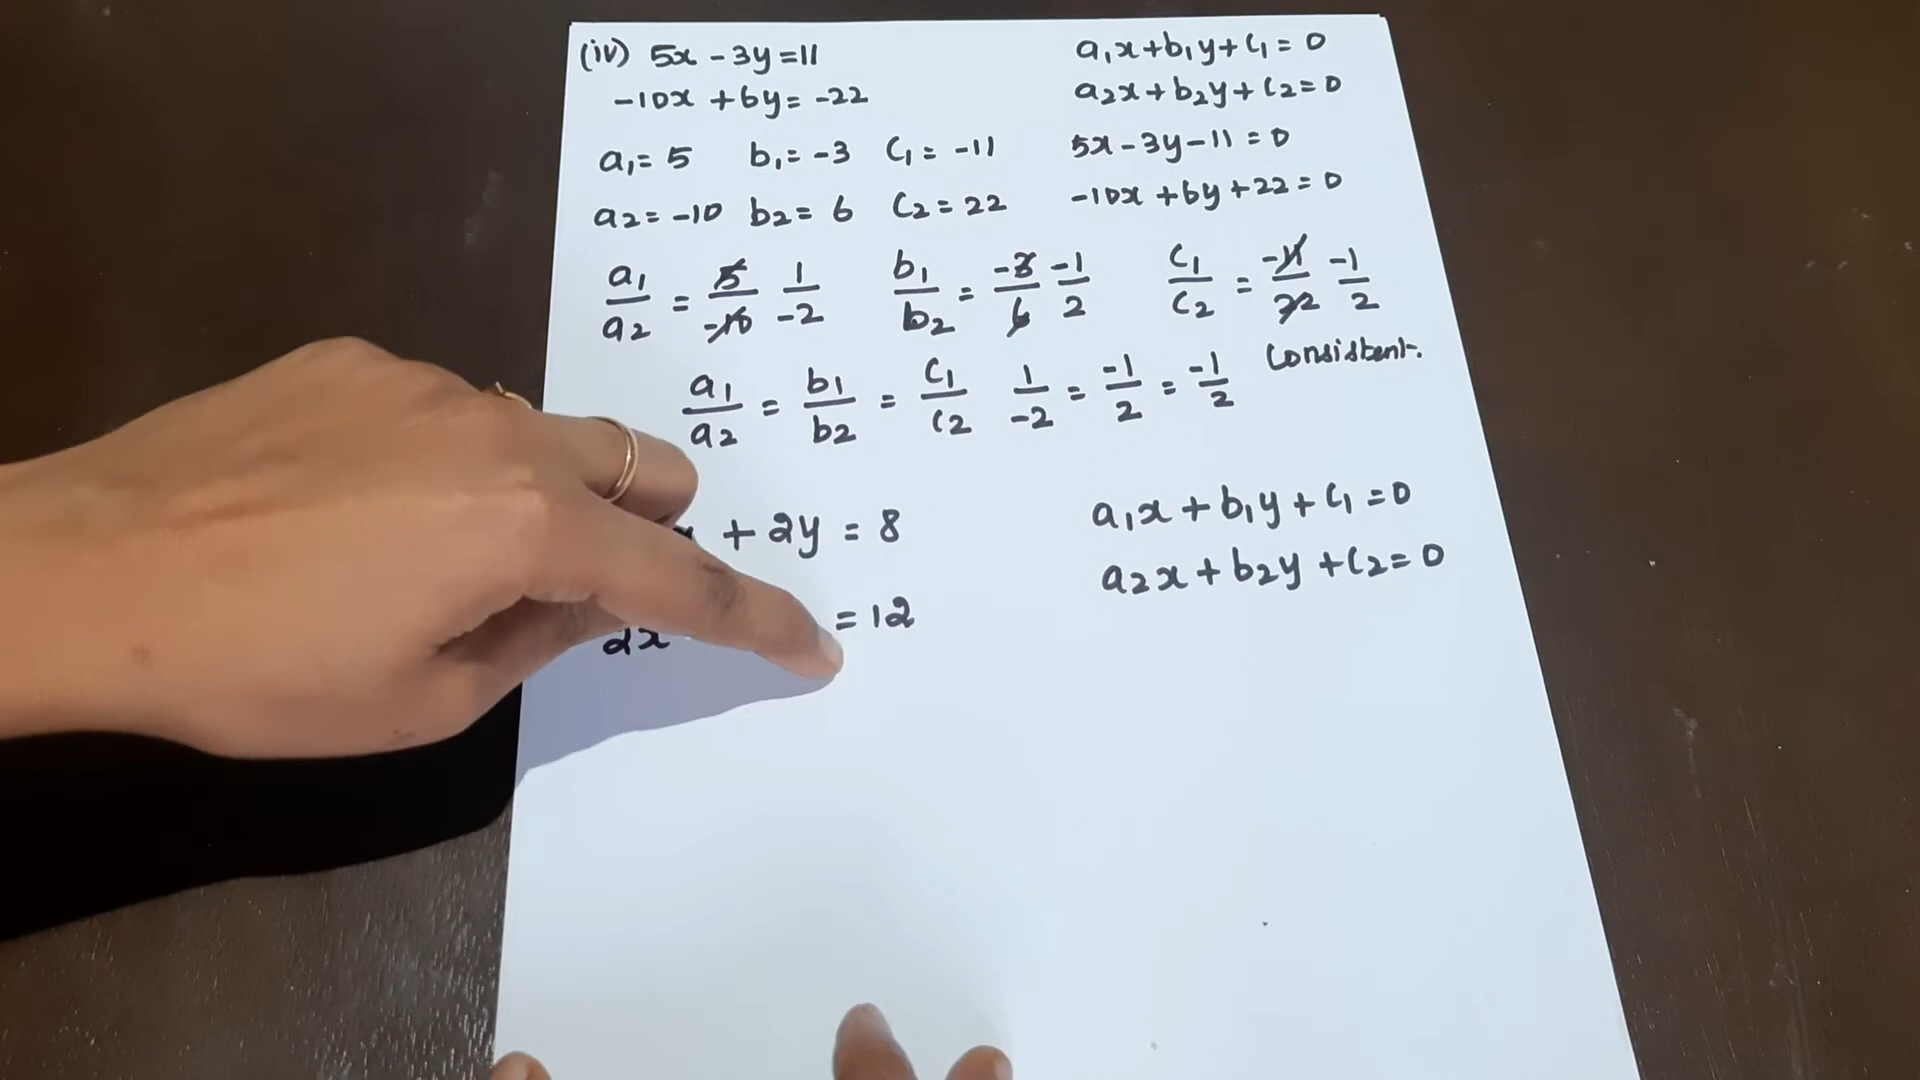 (iv) 5x - 3y = 11
-10x + 6y = -22
a1x + b1y + c1 = 0
a2x + b2y + c2 = 0
a1 = 5 b1 = -3 c1 = -11
5x - 3y - 11 = 0
a2 = -10 b2 = 6 c2 = 22
-10x + 6y + 22 = 0
a1/a2 = 5/-10 1/-2 b1/b2 = -3/6 -1/2 c1/c2 = -11/22 -1/2
a1/a2 = b1/b2 = c1/c2 1/-2 = -1/2 = -1/2 Consistent.
+ 2y = 8
a1x + b1y + c1 = 0
2x = 12
a2x + b2y + c2 = 0